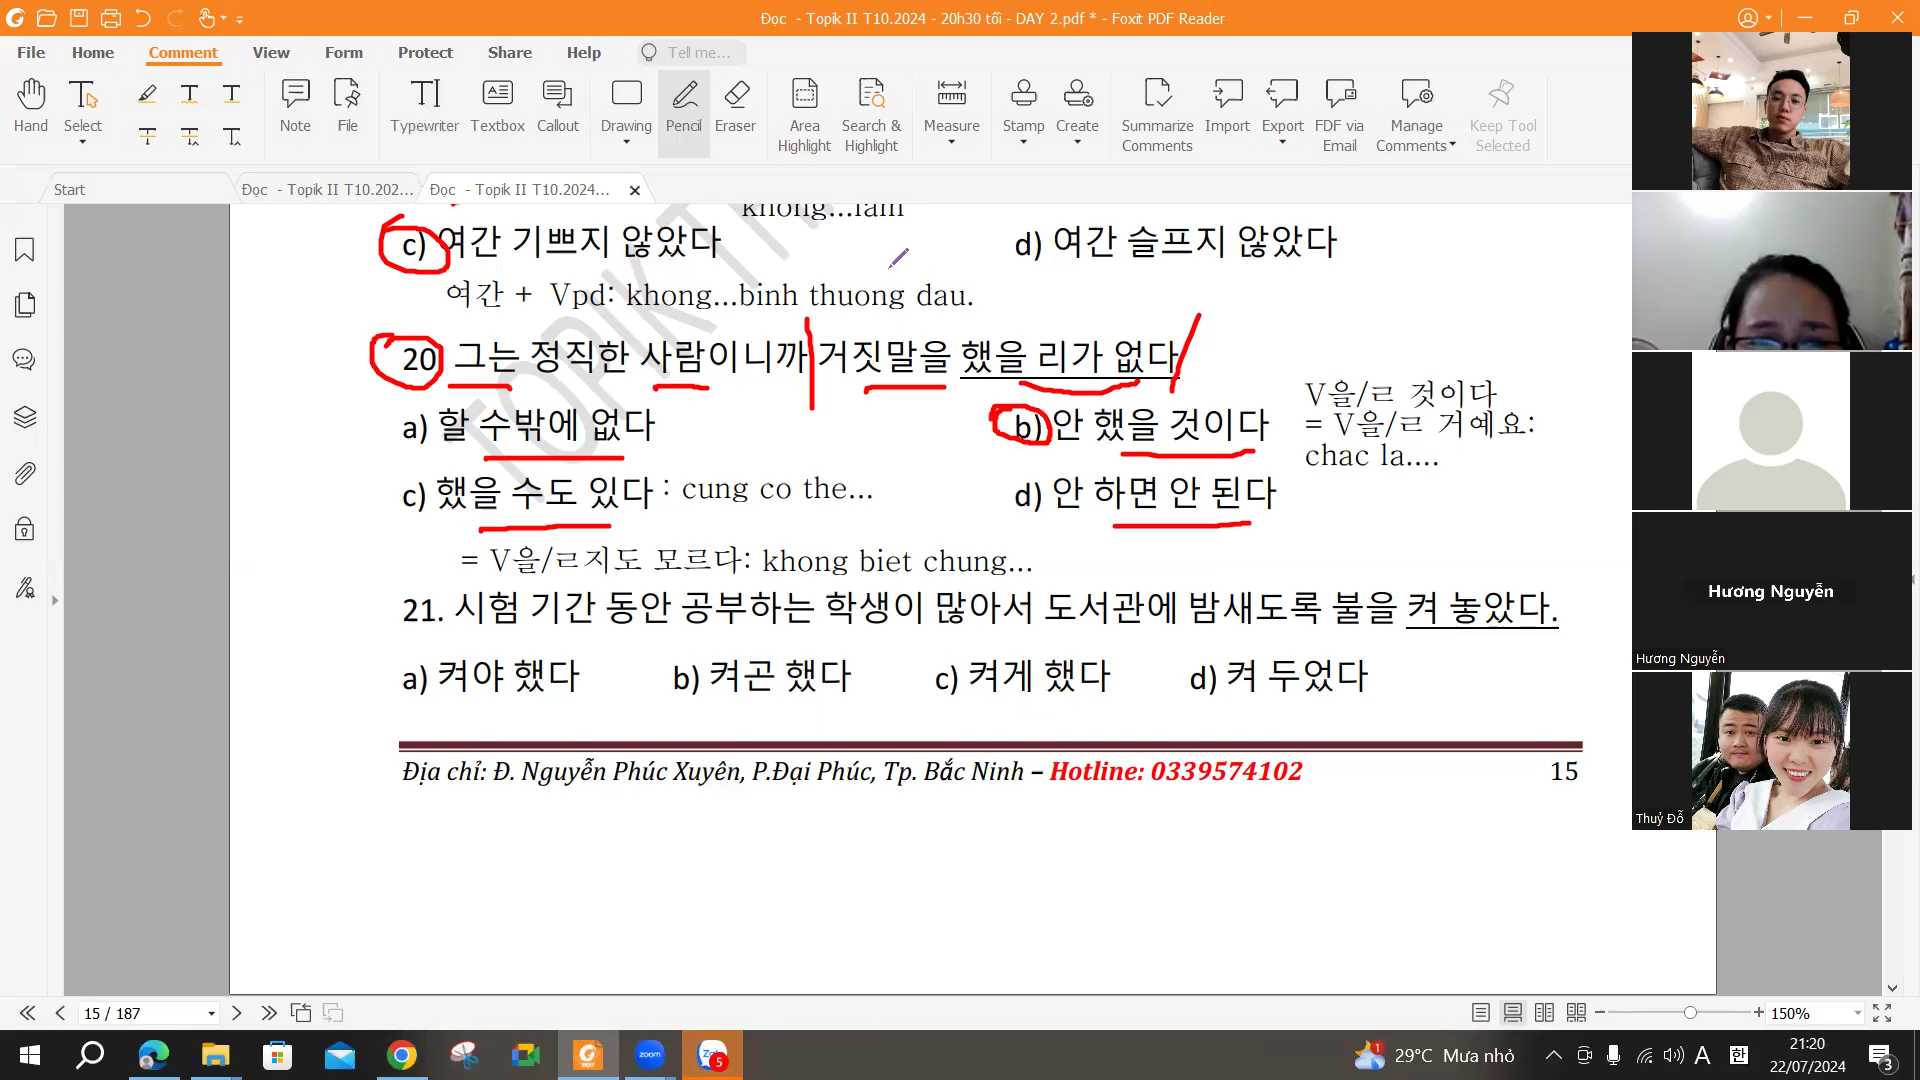 Đọc - Topik II T10.2024 - 20h30 tối - DAY 2.pdf * - Foxit PDF Reader
File Home Comment View Form Protect Share Help Tell me...
Hand Select Note File Typewriter Textbox Callout Drawing Pencil Eraser Area Highlight Search & Highlight Measure Stamp Create Summarize Comments Import Export FDF via Email Manage Comments Keep Tool Selected
Start Đọc - Topik II T10.202... Đọc - Topik II T10.2024...
khong...lam
c) 여간 기쁘지 않았다 d) 여간 슬프지 않았다
여간 + Vpd: khong...binh thuong dau.
20 그는 정직한 사람이니까 거짓말을 했을 리가 없다
a) 할 수밖에 없다 b) 안 했을 것이다
V을/ㄹ 것이다
= V을/ㄹ 거예요:
chac la....
c) 했을 수도 있다 : cung co the... d) 안 하면 안 된다
= V을/ㄹ지도 모르다: khong biet chung...
21. 시험 기간 동안 공부하는 학생이 많아서 도서관에 밤새도록 불을 켜 놓았다.
a) 켜야 했다 b) 켜곤 했다 c) 켜게 했다 d) 켜 두었다
Địa chỉ: Đ. Nguyễn Phúc Xuyên, P.Đại Phúc, Tp. Bắc Ninh – Hotline: 0339574102 15
Hương Nguyễn
Hương Nguyễn
Thuỷ Đỗ
15 / 187 150%
zoom 5 1 29°C Mưa nhỏ A 한 21:20
22/07/2024 3